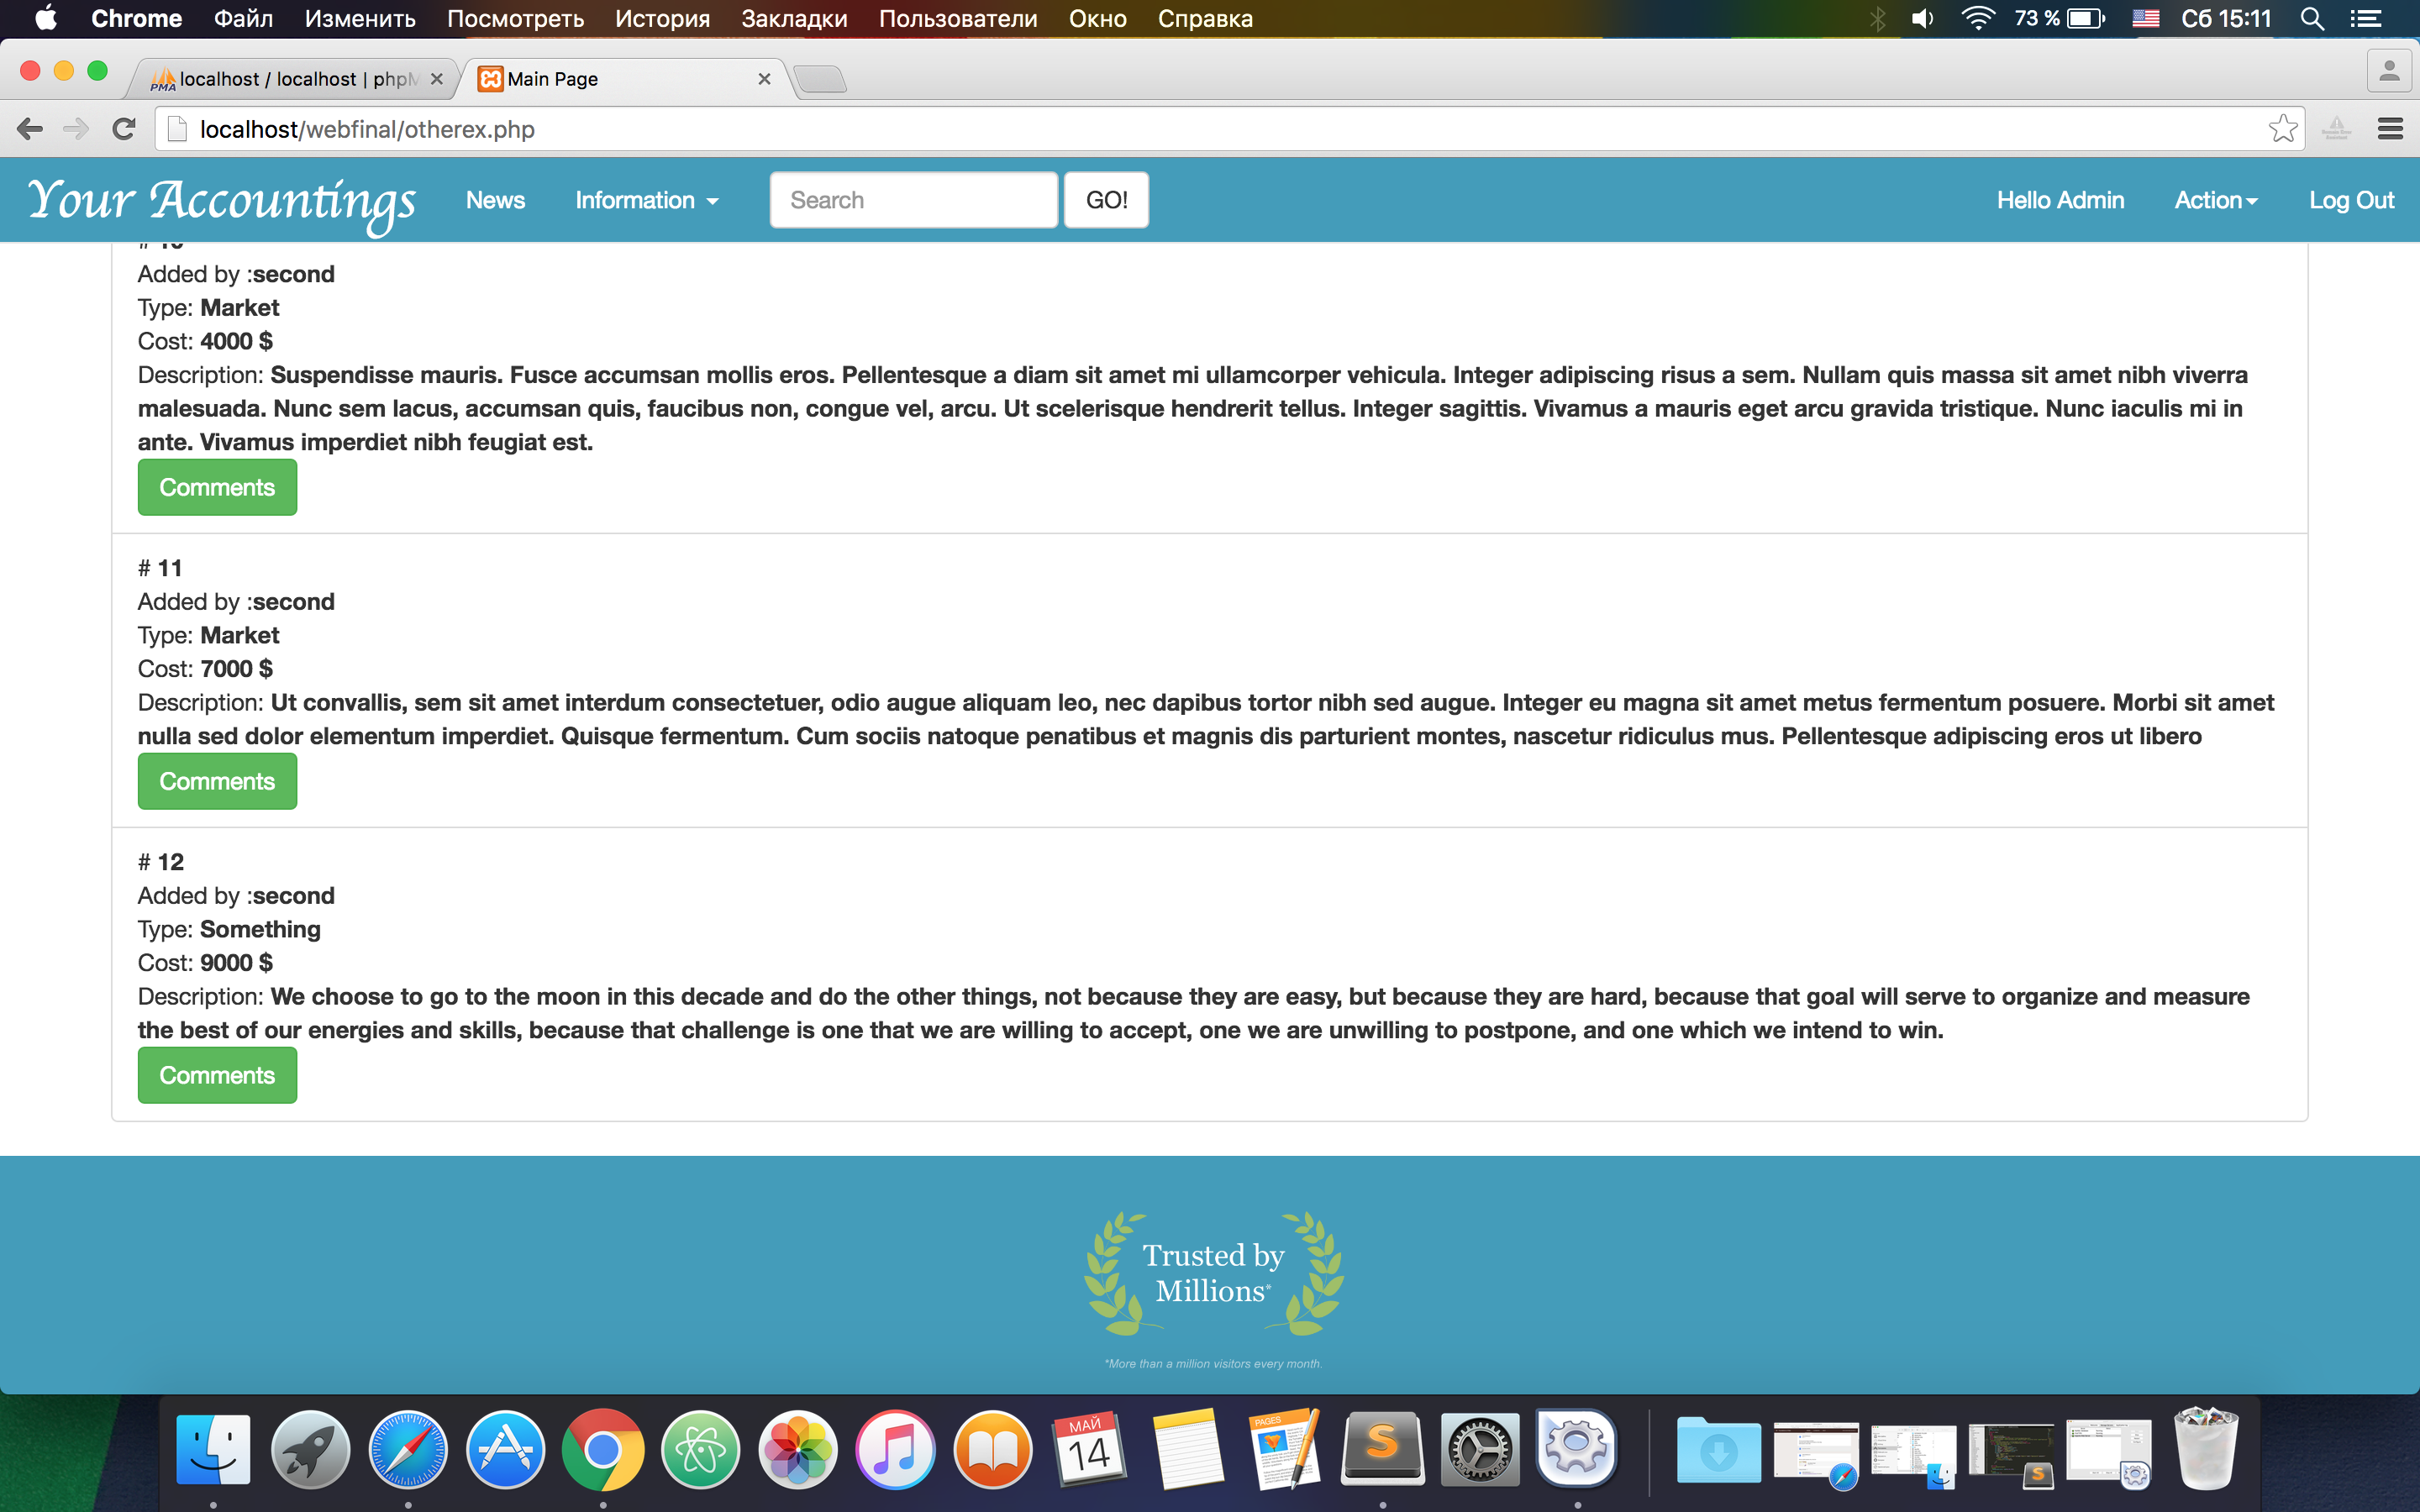 Chrome Файл Изменить Посмотреть История Закладки Пользователи Окно Справка 73 % Сб 15:11
PMA localhost / localhost | phpM Main Page
localhost/webfinal/otherex.php
Your Accountings News Information Search GO! Hello Admin Action Log Out
Added by :second
Type: Market
Cost: 4000 $
Description: Suspendisse mauris. Fusce accumsan mollis eros. Pellentesque a diam sit amet mi ullamcorper vehicula. Integer adipiscing risus a sem. Nullam quis massa sit amet nibh viverra
malesuada. Nunc sem lacus, accumsan quis, faucibus non, congue vel, arcu. Ut scelerisque hendrerit tellus. Integer sagittis. Vivamus a mauris eget arcu gravida tristique. Nunc iaculis mi in
ante. Vivamus imperdiet nibh feugiat est.
Comments
# 11
Added by :second
Type: Market
Cost: 7000 $
Description: Ut convallis, sem sit amet interdum consectetuer, odio augue aliquam leo, nec dapibus tortor nibh sed augue. Integer eu magna sit amet metus fermentum posuere. Morbi sit amet
nulla sed dolor elementum imperdiet. Quisque fermentum. Cum sociis natoque penatibus et magnis dis parturient montes, nascetur ridiculus mus. Pellentesque adipiscing eros ut libero
Comments
# 12
Added by :second
Type: Something
Cost: 9000 $
Description: We choose to go to the moon in this decade and do the other things, not because they are easy, but because they are hard, because that goal will serve to organize and measure
the best of our energies and skills, because that challenge is one that we are willing to accept, one we are unwilling to postpone, and one which we intend to win.
Comments
Trusted by
Millions*
*More than a million visitors every month.
МАЙ
14
PAGES